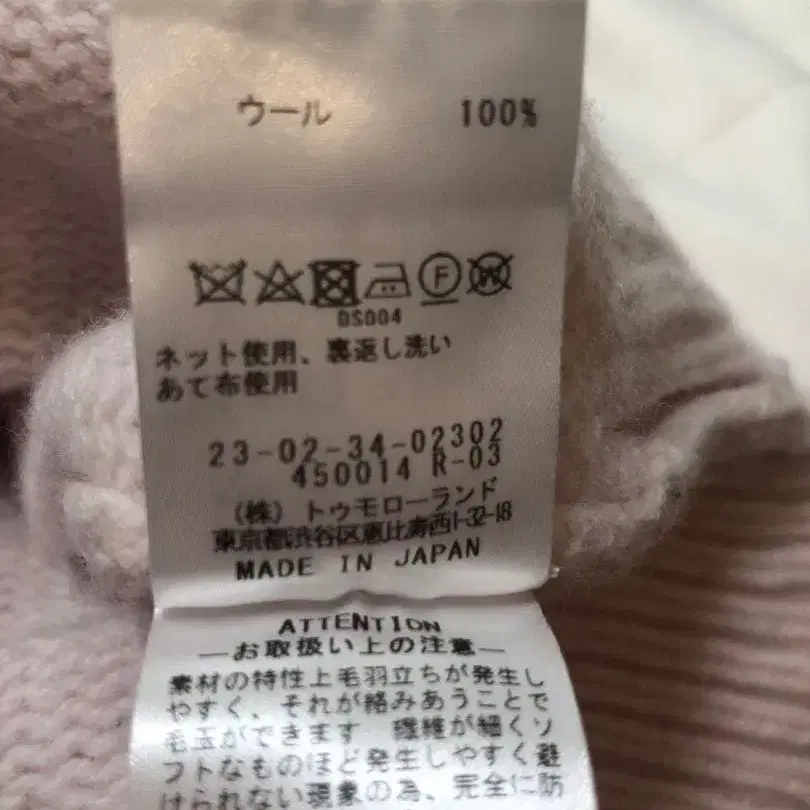 ウール 100%
DS004
ネット使用、裏返し洗い
あて布使用
23-02-34-02302
450014 R-03
(株) トゥモローランド
東京都渋谷区恵比寿西1-32-18
MADE IN JAPAN
ATTENTION
―お取扱い上の注意―
素材の特性上毛羽立ちが発生し
やすく、それが絡みあうことで
毛玉ができます 繊維が細くソ
フトなものほど発生しやすく避
けられない現象の為、完全に防